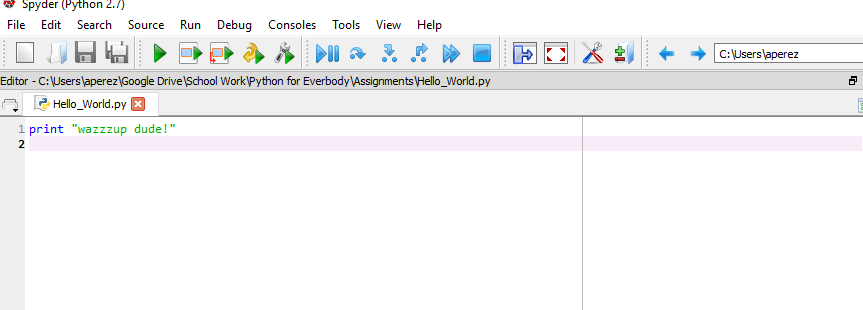 Spyder (Python 2.7)
File Edit Search Source Run Debug Consoles Tools View Help
C:\Users\aperez
Editor - C:\Users\aperez\Google Drive\School Work\Python for Everbody\Assignments\Hello_World.py
Hello_World.py
1 print "wazzzup dude!"
2